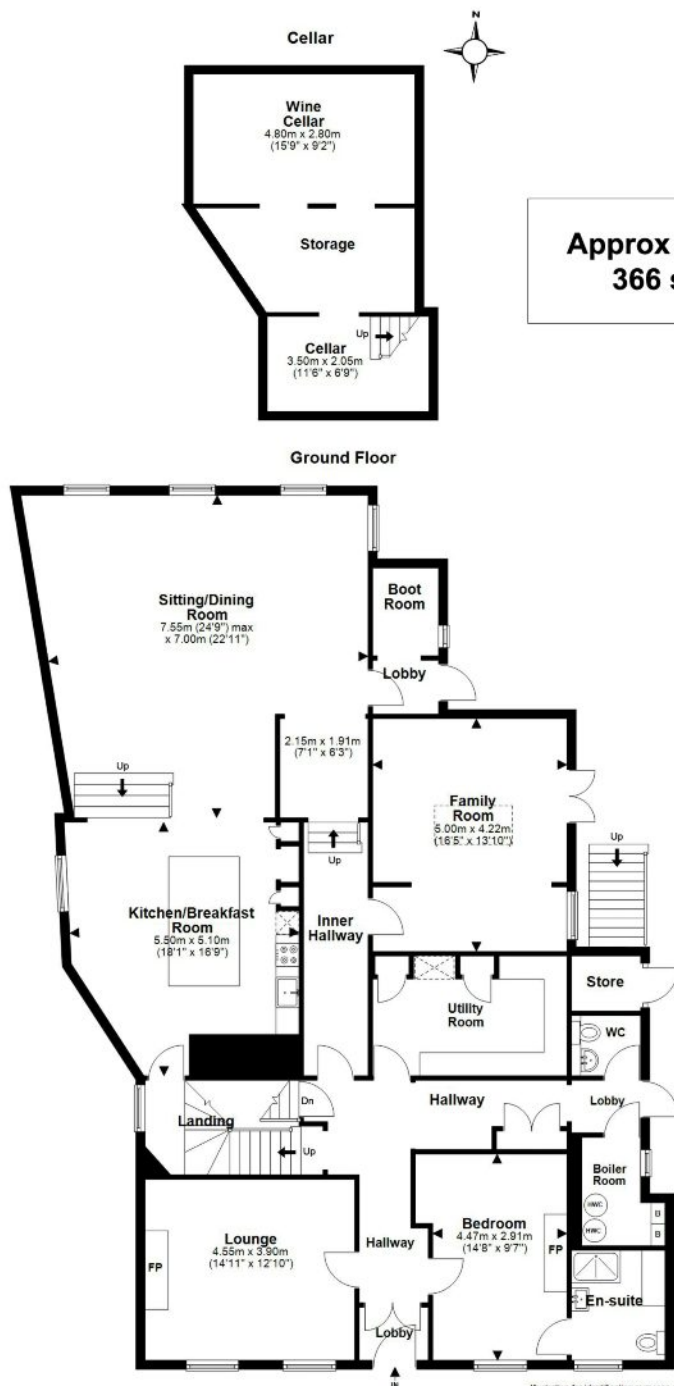 N
Cellar
Wine
Cellar
4.80m x 2.80m
(15'9" x 9'2")
Storage
Approx
366 s
Up
Cellar
3.50m x 2.05m
(11'6" x 6'9")
Ground Floor
Boot
Room
Sitting/Dining
Room
7.55m (24'9") max
x 7.00m (22'11")
Lobby
2.15m x 1.91m
(7'1" x 6'3")
Up
Family
Room
5.00m x 4.22m
(16'5" x 13'10")
Up
Up
Kitchen/Breakfast
Room
5.50m x 5.10m
(18'1" x 16'9")
Inner
Hallway
Store
Utility
Room
WC
Landing
Dn
Hallway
Lobby
Up
Boiler
Room
HWC
HWC
B
B
Lounge
4.55m x 3.90m
(14'11" x 12'10")
FP
Hallway
Bedroom
4.47m x 2.91m
(14'8" x 9'7")
FP
En-suite
Lobby
IN